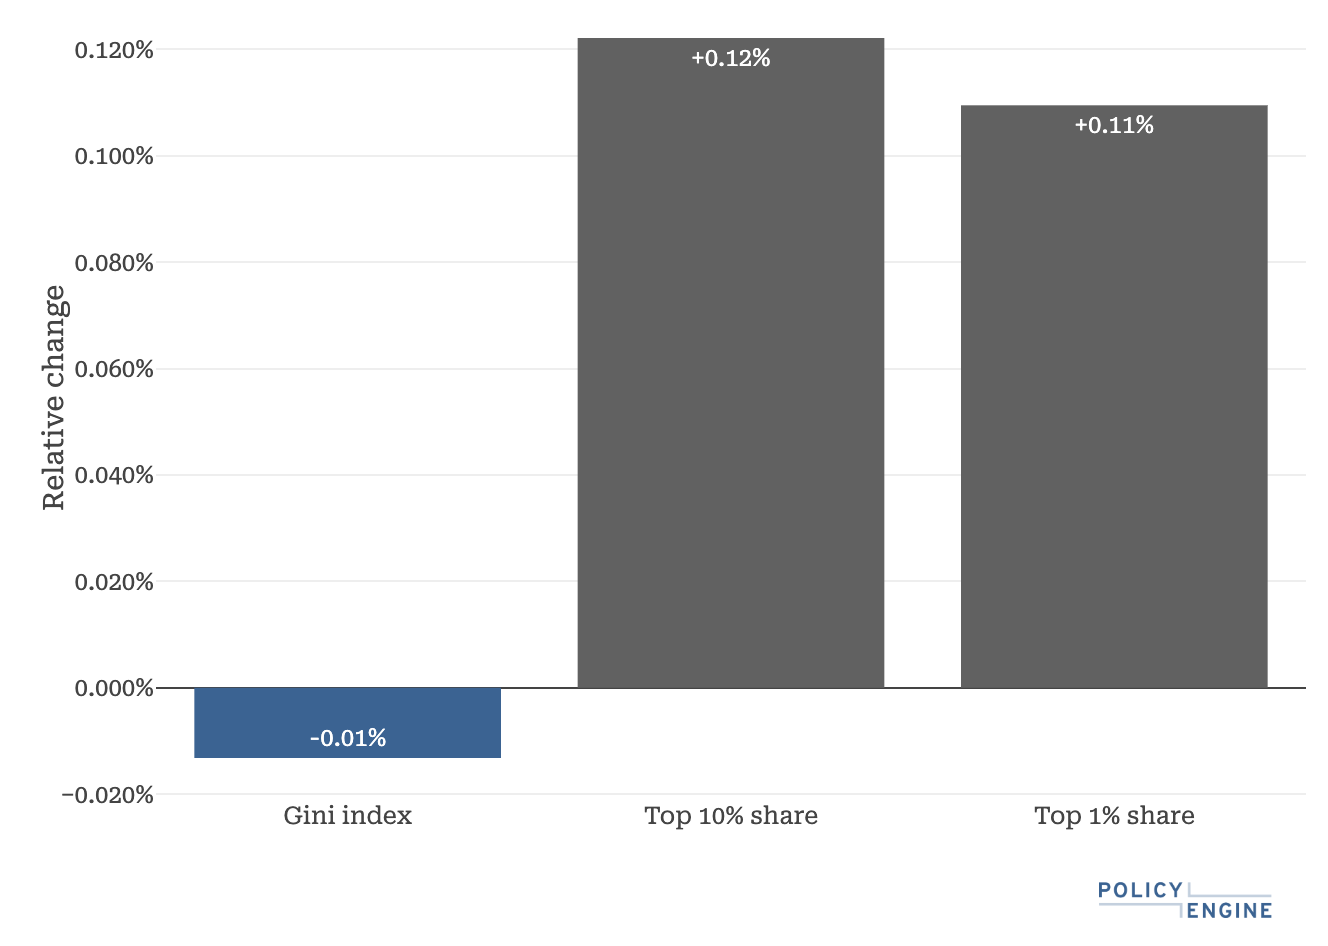 0.120%
0.100%
0.080%
0.060%
0.040%
0.020%
0.000%
−0.020%
Relative change
+0.12%
+0.11%
-0.01%
Gini index
Top 10% share
Top 1% share
POLICY
ENGINE